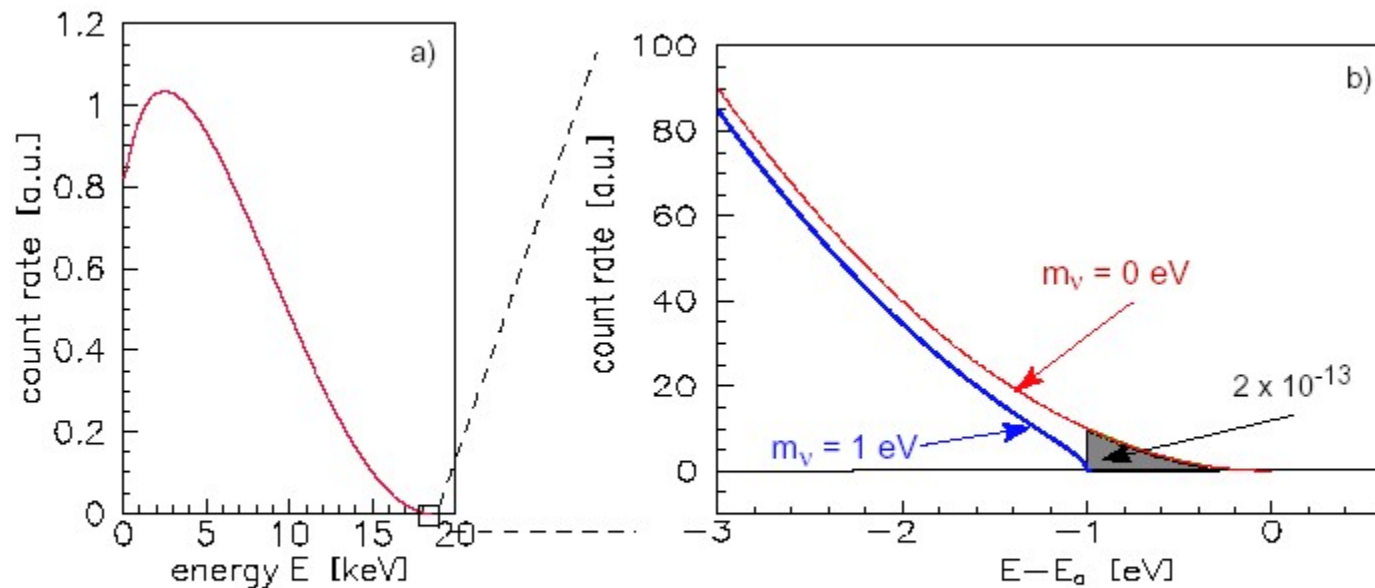 a)
1.2
1
0.8
0.6
0.4
0.2
0
count rate [a.u.]
0 5 10 15 20
energy E [keV]
b)
100
80
60
40
20
0
count rate [a.u.]
mν = 0 eV
2 x 10⁻¹³
mν = 1 eV
−3 −2 −1 0
E−Eₒ [eV]